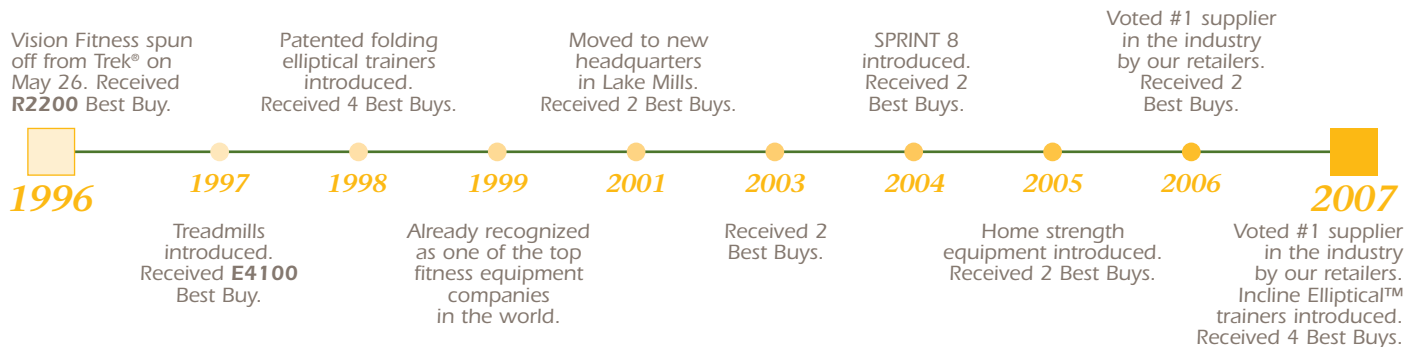 Vision Fitness spun
off from Trek® on
May 26. Received
R2200 Best Buy.
1996
1997
Treadmills
introduced.
Received E4100
Best Buy.
Patented folding
elliptical trainers
introduced.
Received 4 Best Buys.
1998
1999
Already recognized
as one of the top
fitness equipment
companies
in the world.
Moved to new
headquarters
in Lake Mills.
Received 2 Best Buys.
2001
2003
Received 2
Best Buys.
SPRINT 8
introduced.
Received 2
Best Buys.
2004
2005
Home strength
equipment introduced.
Received 2 Best Buys.
Voted #1 supplier
in the industry
by our retailers.
Received 2
Best Buys.
2006
2007
Voted #1 supplier
in the industry
by our retailers.
Incline Elliptical™
trainers introduced.
Received 4 Best Buys.